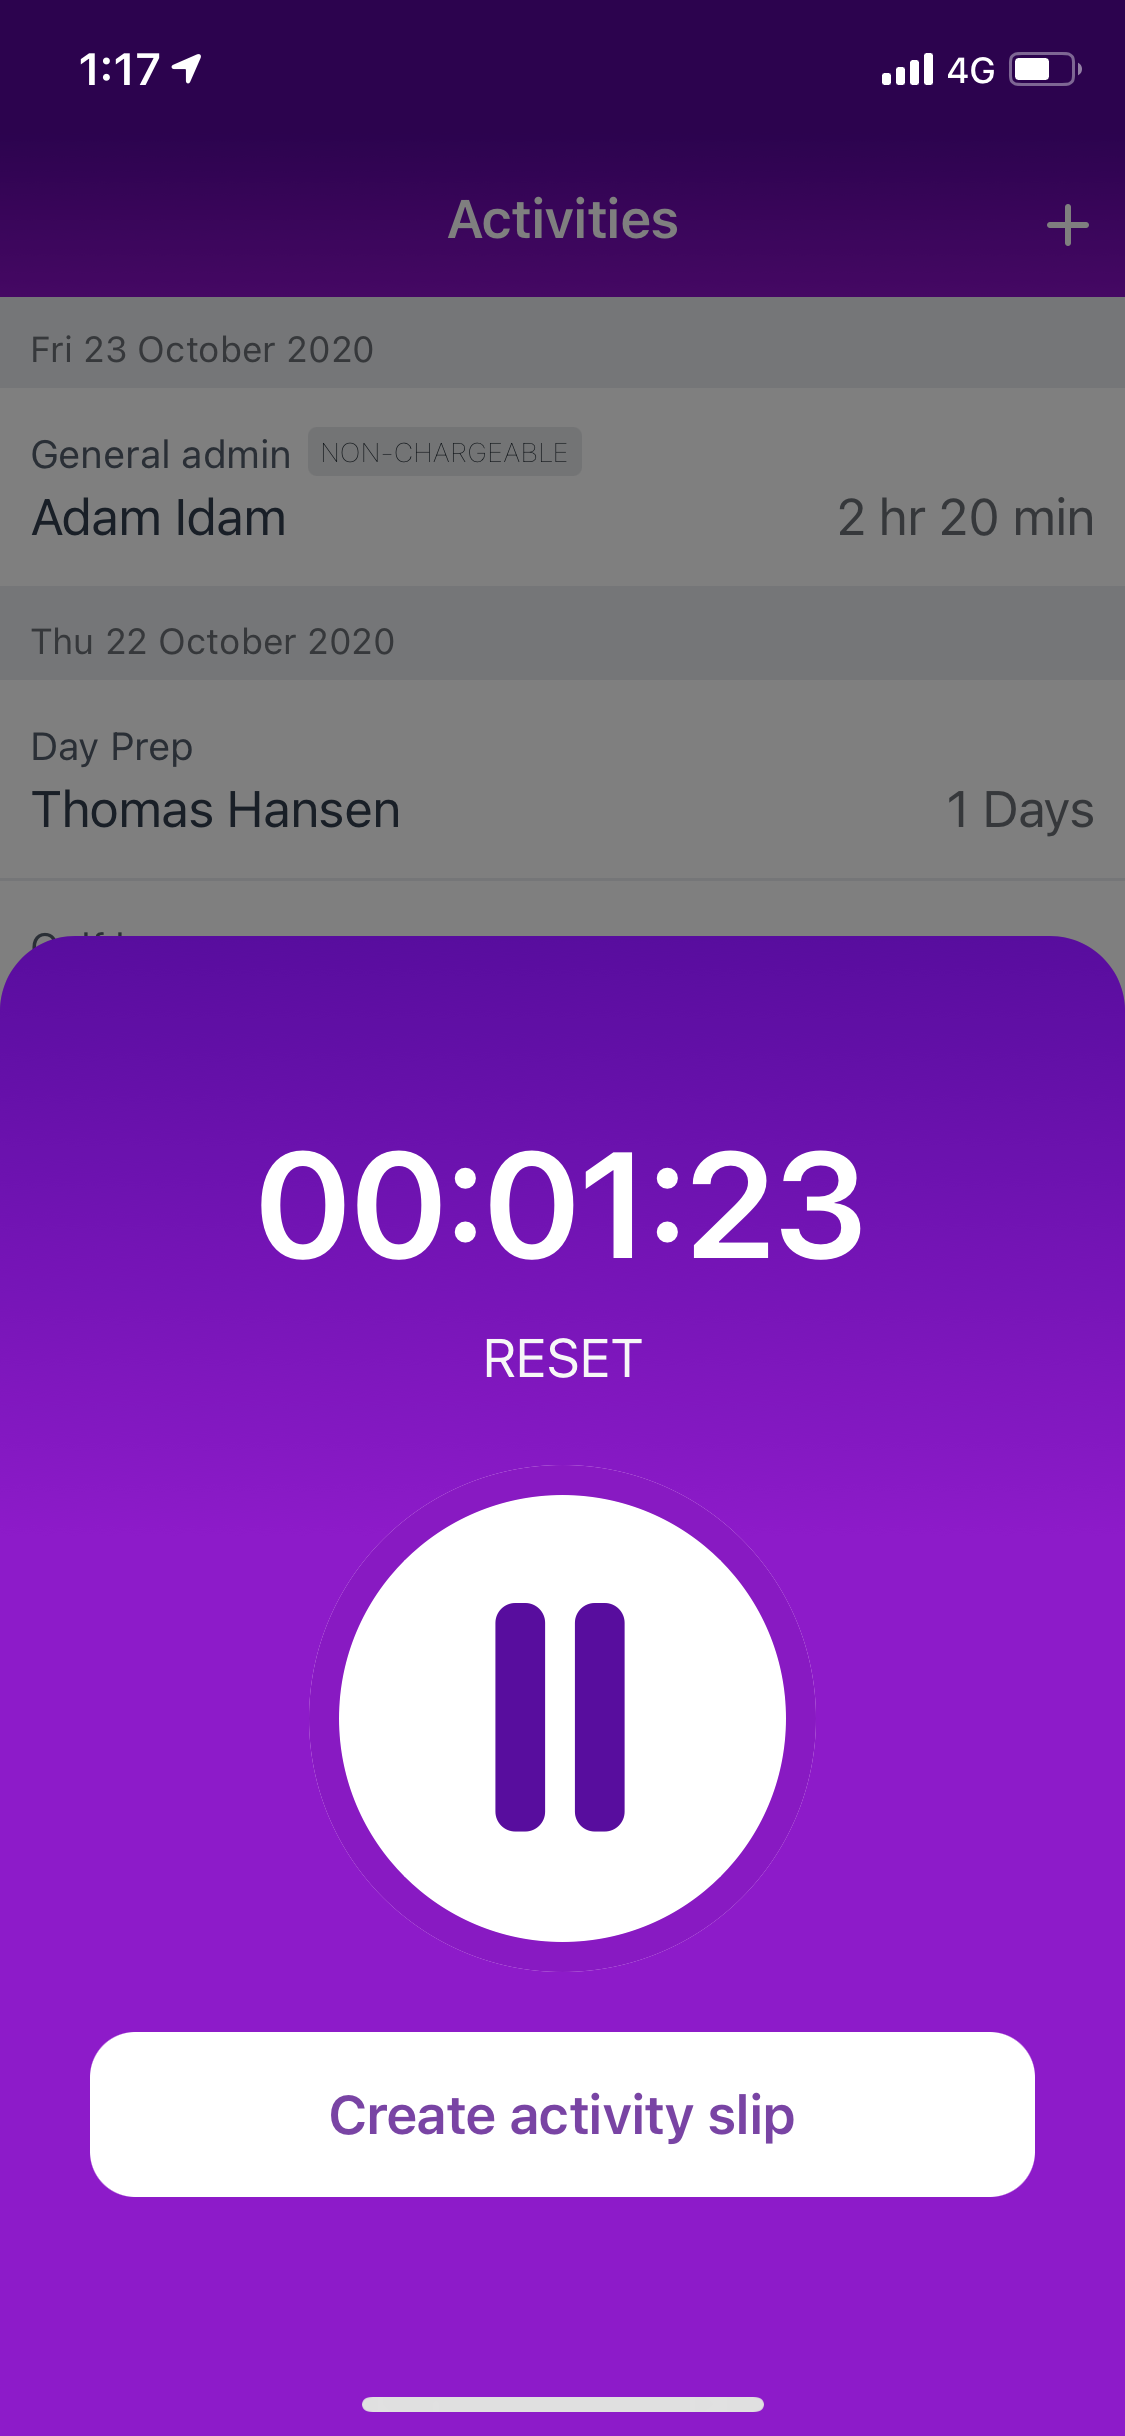 1:17 4G
Activities
Fri 23 October 2020
General admin NON-CHARGEABLE
Adam Idam 2 hr 20 min
Thu 22 October 2020
Day Prep
Thomas Hansen 1 Days
00:01:23
RESET
Create activity slip